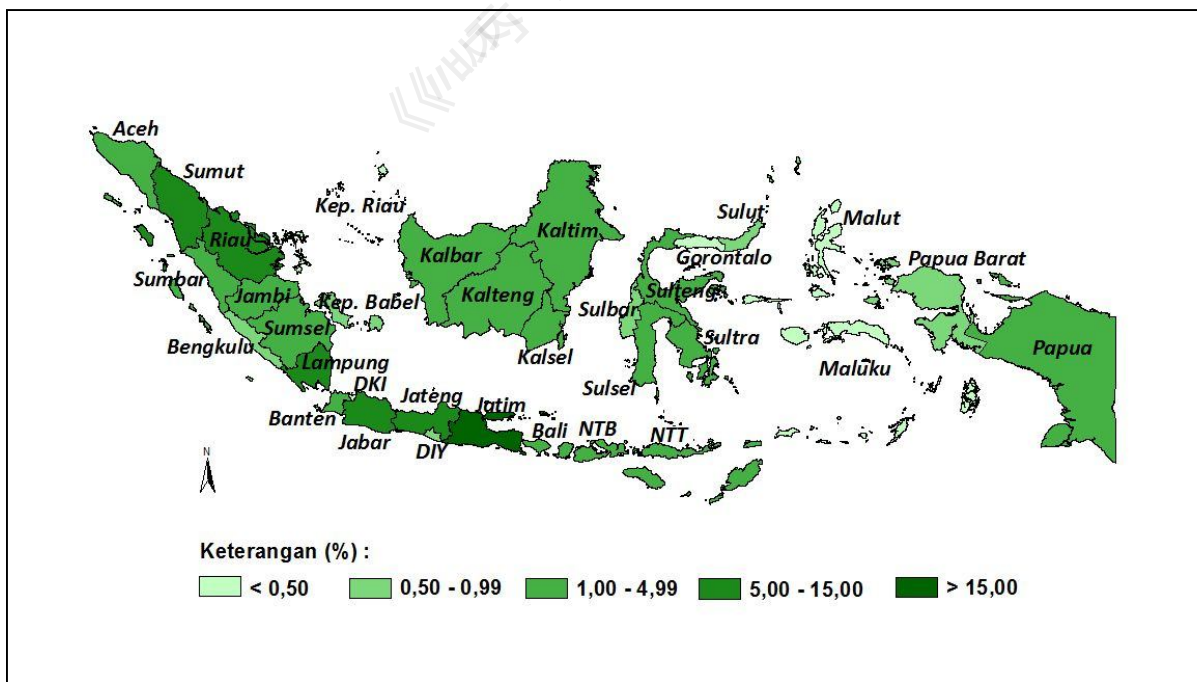 Aceh
Sumut
Kep. Riau
Riau
Sumbar
Jambi
Kep. Babel
Sumsel
Bengkulu
Lampung
DKI
Banten
Jabar
Jateng
DIY
Jatim
Bali
NTB
NTT
Kalbar
Kaltim
Kalteng
Kalsel
Sulut
Gorontalo
Sulteng
Sulbar
Sultra
Sulsel
Malut
Maluku
Papua Barat
Papua
N
Keterangan (%) :
< 0,50
0,50 - 0,99
1,00 - 4,99
5,00 - 15,00
> 15,00